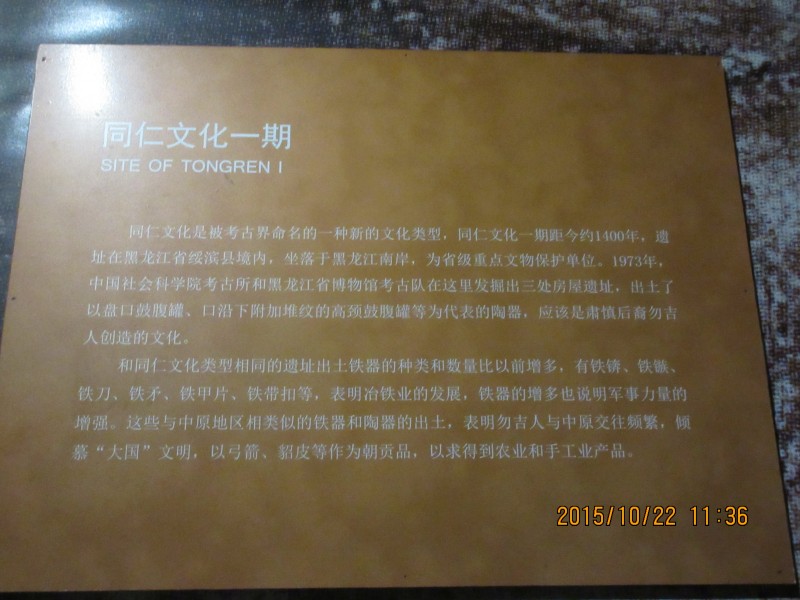 同仁文化一期
SITE OF TONGREN I
同仁文化是被考古界命名的一种新的文化类型，同仁文化一期距今约1400年，遗
址在黑龙江省绥滨县境内，坐落于黑龙江南岸，为省级重点文物保护单位。1973年，
中国社会科学院考古所和黑龙江省博物馆考古队在这里发掘出三处房屋遗址，出土了
以盘口鼓腹罐、口沿下附加堆纹的高颈鼓腹罐等为代表的陶器，应该是肃慎后裔勿吉
人创造的文化。
和同仁文化类型相同的遗址出土铁器的种类和数量比以前增多，有铁锛、铁镞、
铁刀、铁矛、铁甲片、铁带扣等，表明冶铁业的发展，铁器的增多也说明军事力量的
增强。这些与中原地区相类似的铁器和陶器的出土，表明勿吉人与中原交往频繁，倾
慕“大国”文明，以弓箭、貂皮等作为朝贡品，以求得到农业和手工业产品。
2015/10/22 11:36